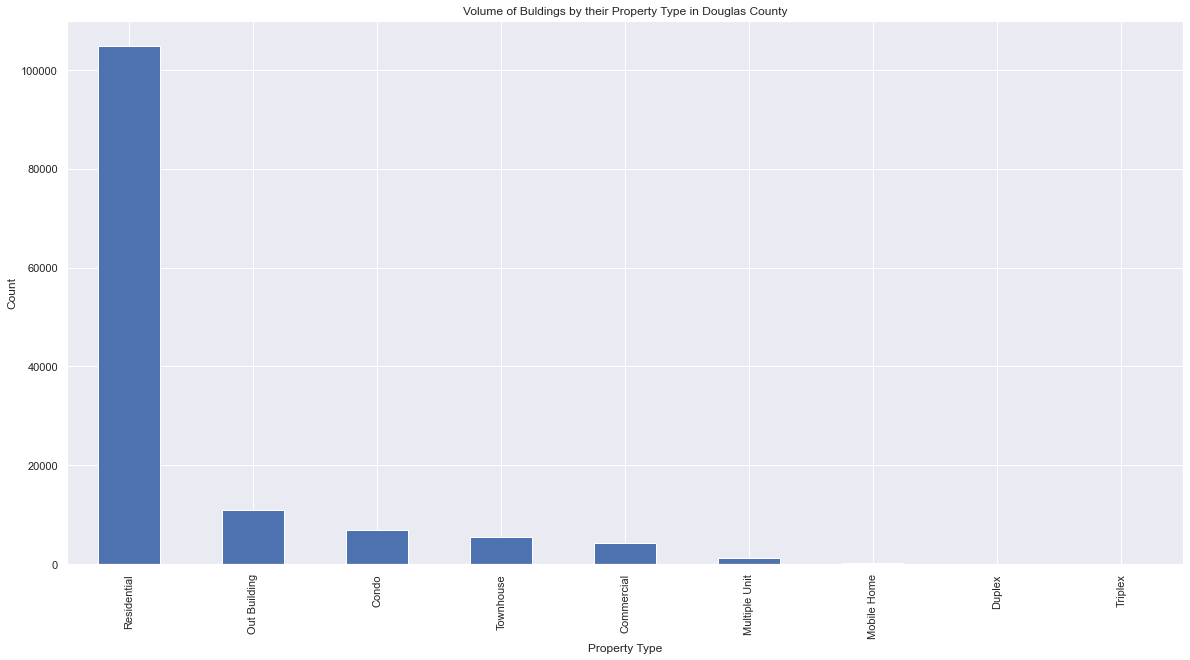 Volume of Buldings by their Property Type in Douglas County
100000
80000
60000
40000
20000
0
Count
Residential
Out Building
Condo
Townhouse
Commercial
Multiple Unit
Mobile Home
Duplex
Triplex
Property Type